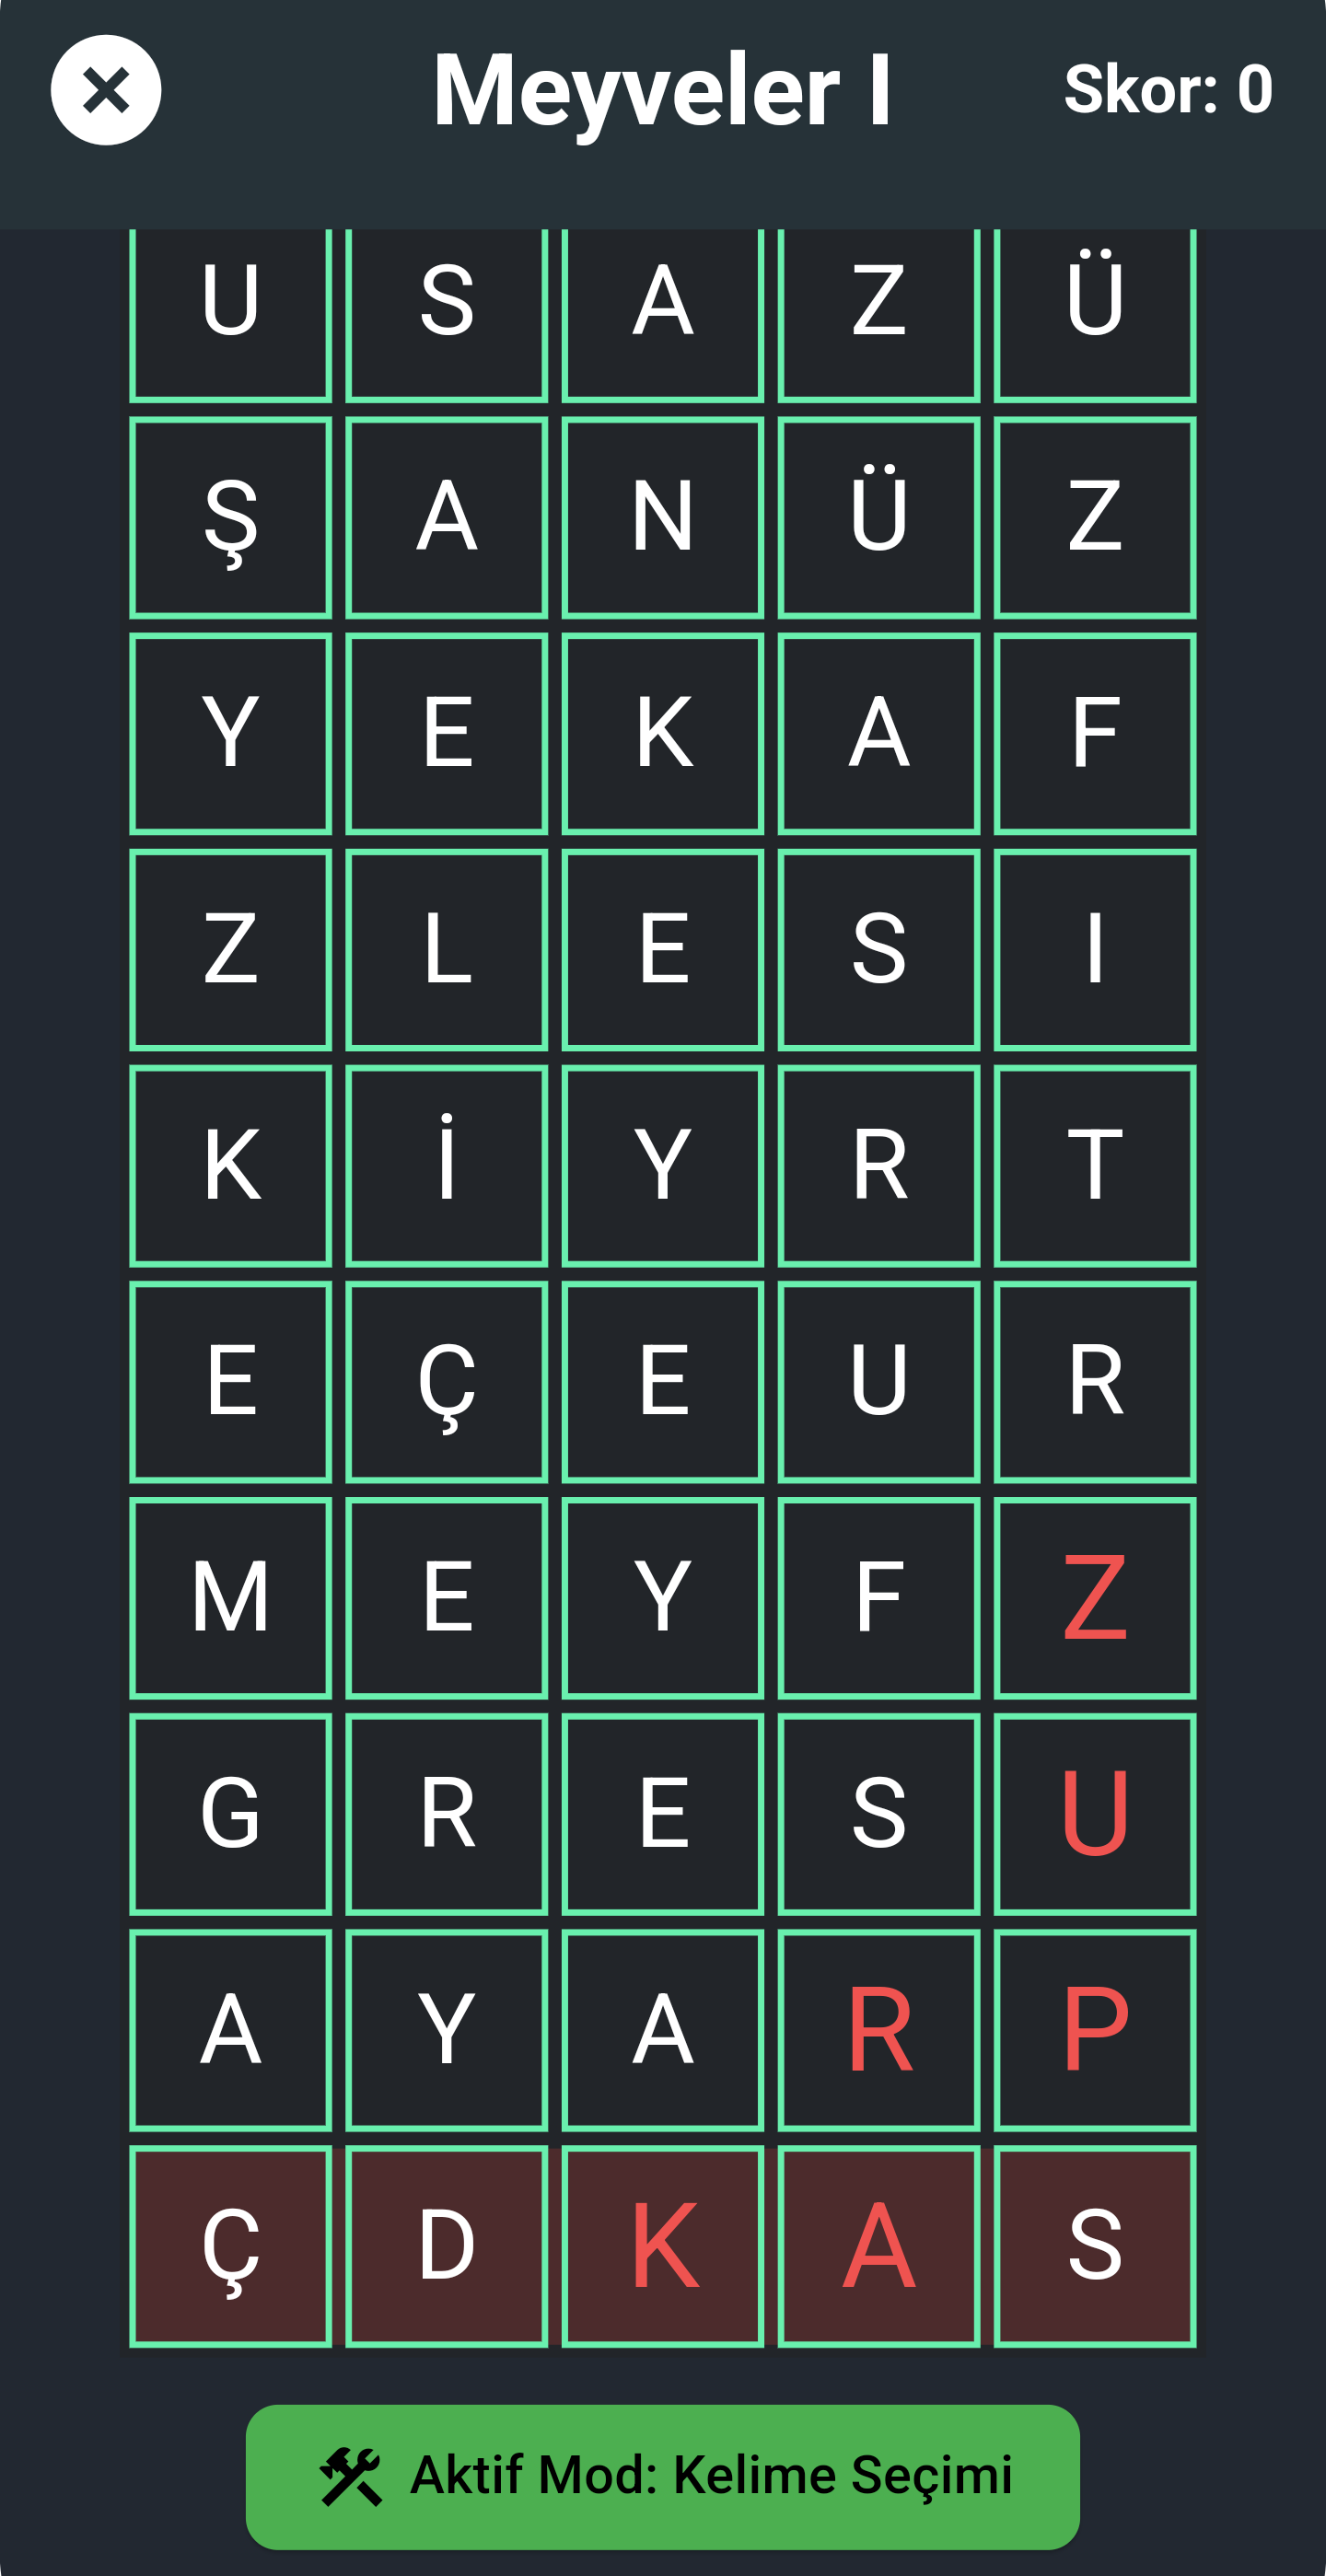 Meyveler I
Skor: 0
U S A Z Ü
Ş A N Ü Z
Y E K A F
Z L E S I
K İ Y R T
E Ç E U R
M E Y F Z
G R E S U
A Y A R P
Ç D K A S
Aktif Mod: Kelime Seçimi